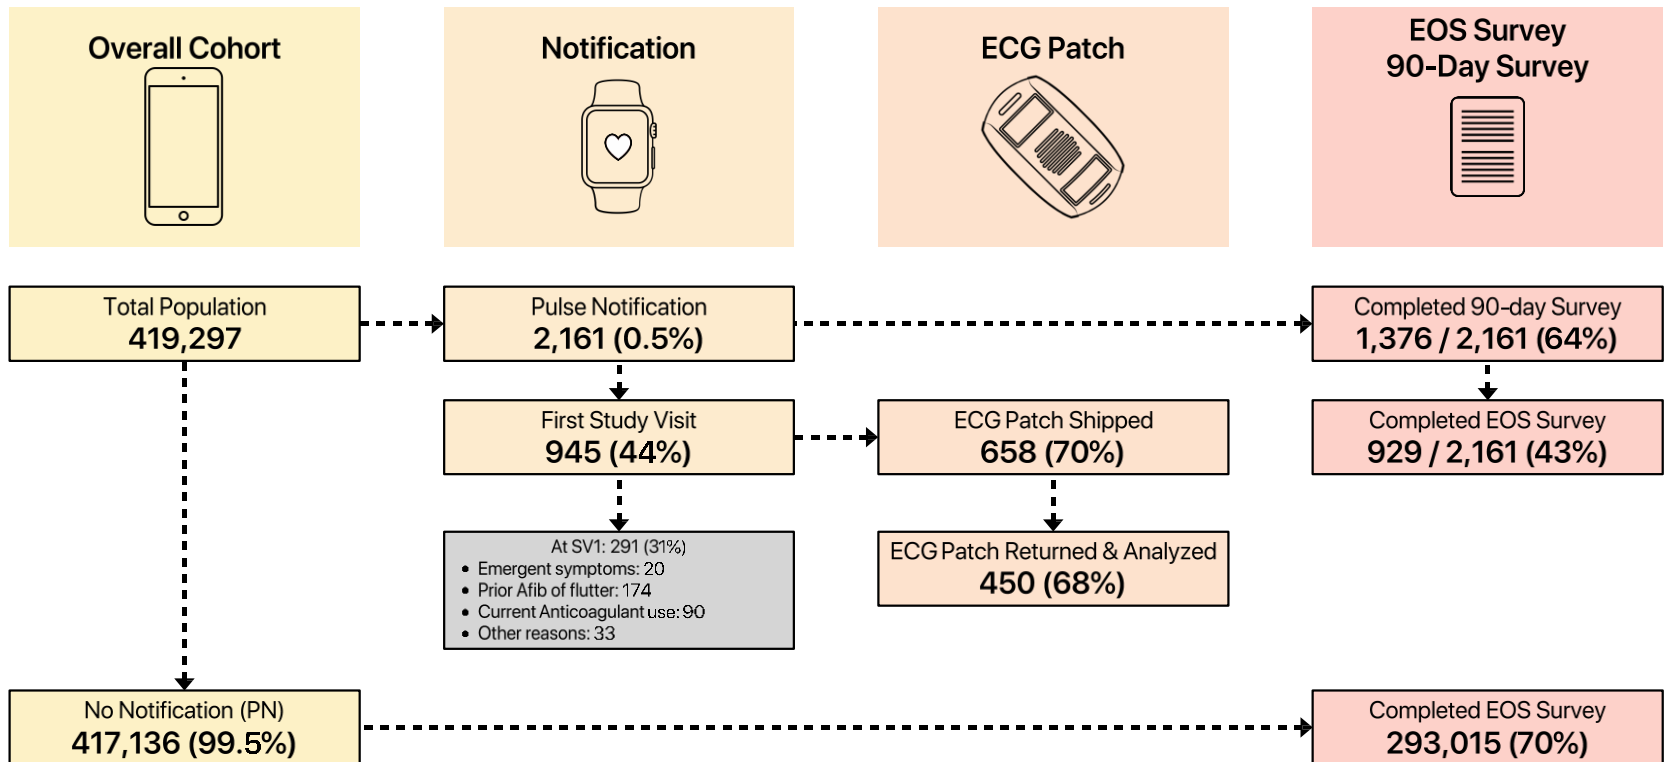 Overall Cohort
Notification
ECG Patch
EOS Survey
90-Day Survey
Total Population
419,297
Pulse Notification
2,161 (0.5%)
Completed 90-day Survey
1,376 / 2,161 (64%)
First Study Visit
945 (44%)
ECG Patch Shipped
658 (70%)
Completed EOS Survey
929 / 2,161 (43%)
At SV1: 291 (31%)
• Emergent symptoms: 20
• Prior Afib of flutter: 174
• Current Anticoagulant use: 90
• Other reasons: 33
ECG Patch Returned & Analyzed
450 (68%)
No Notification (PN)
417,136 (99.5%)
Completed EOS Survey
293,015 (70%)